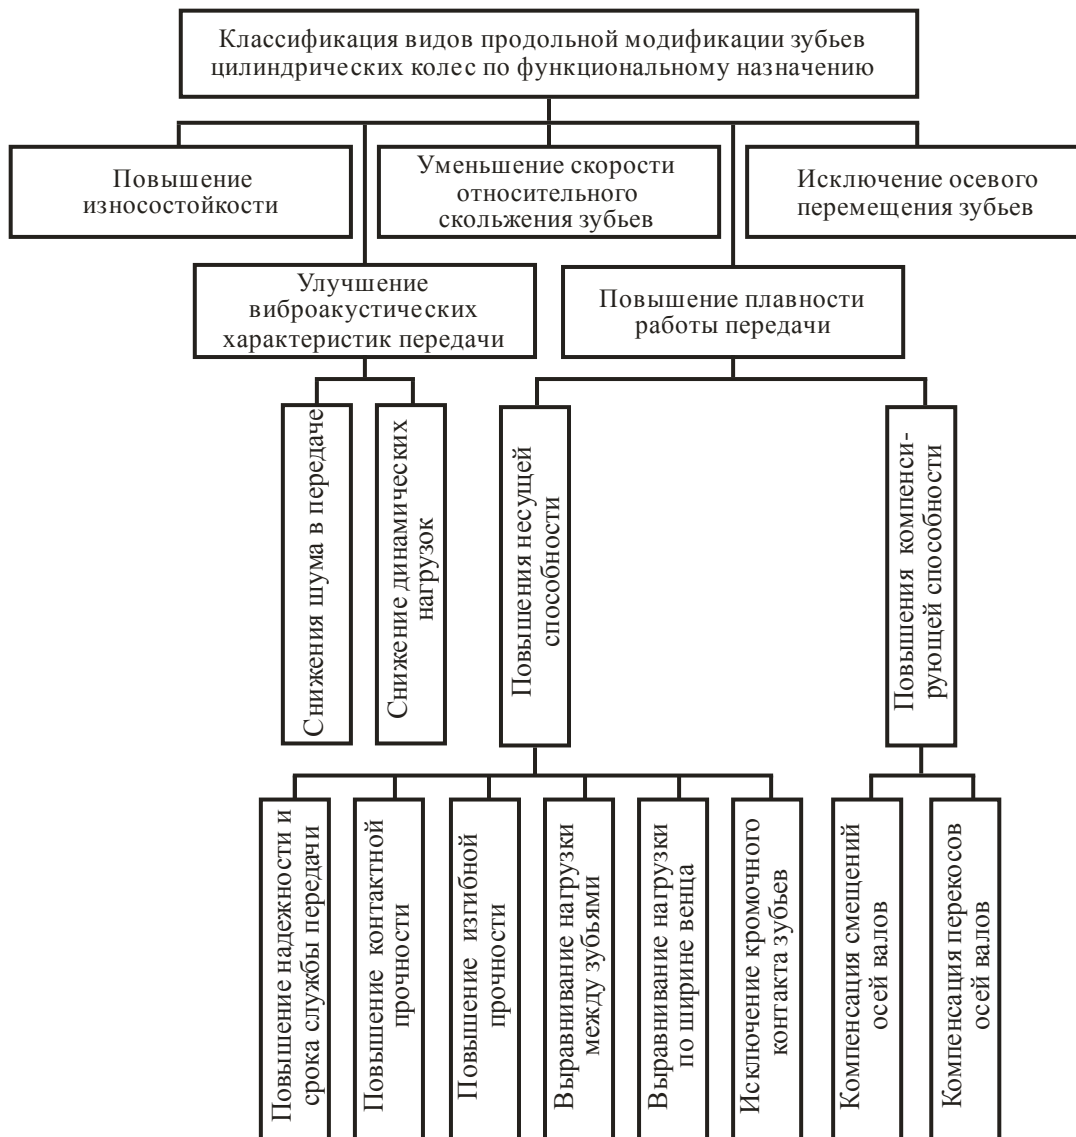 Классификация видов продольной модификации зубьев
цилиндрических колес по функциональному назначению
Повышение
износостойкости
Уменьшение скорости
относительного
скольжения зубьев
Исключение осевого
перемещения зубьев
Улучшение
виброакустических
характеристик передачи
Повышение плавности
работы передачи
Снижения шума в передаче
Снижение динамических
нагрузок
Повышения несущей
способности
Повышения компенси-
рующей способности
Повышение надежности и
срока службы передачи
Повышение контактной
прочности
Повышение изгибной
прочности
Выравнивание нагрузки
между зубьями
Выравнивание нагрузки
по ширине венца
Исключение кромочного
контакта зубьев
Компенсация смещений
осей валов
Компенсация перекосов
осей валов